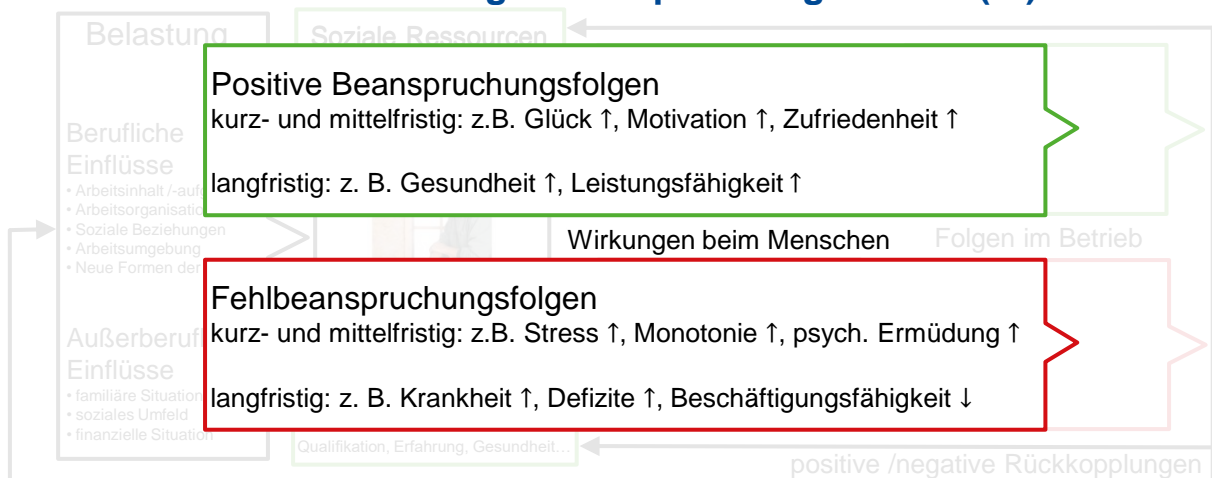 Belastung
Soziale Ressourcen
Positive Beanspruchungsfolgen
kurz- und mittelfristig: z.B. Glück ↑, Motivation ↑, Zufriedenheit ↑
langfristig: z. B. Gesundheit ↑, Leistungsfähigkeit ↑
Berufliche
Einflüsse
• Arbeitsinhalt /-auf
• Arbeitsorganisatio
• Soziale Beziehungen
• Arbeitsumgebung
• Neue Formen der
Wirkungen beim Menschen
Folgen im Betrieb
Fehlbeanspruchungsfolgen
kurz- und mittelfristig: z.B. Stress ↑, Monotonie ↑, psych. Ermüdung ↑
langfristig: z. B. Krankheit ↑, Defizite ↑, Beschäftigungsfähigkeit ↓
Außerberufl
Einflüsse
• familiäre Situation
• soziales Umfeld
• finanzielle Situation
Qualifikation, Erfahrung, Gesundheit...
positive /negative Rückkopplungen